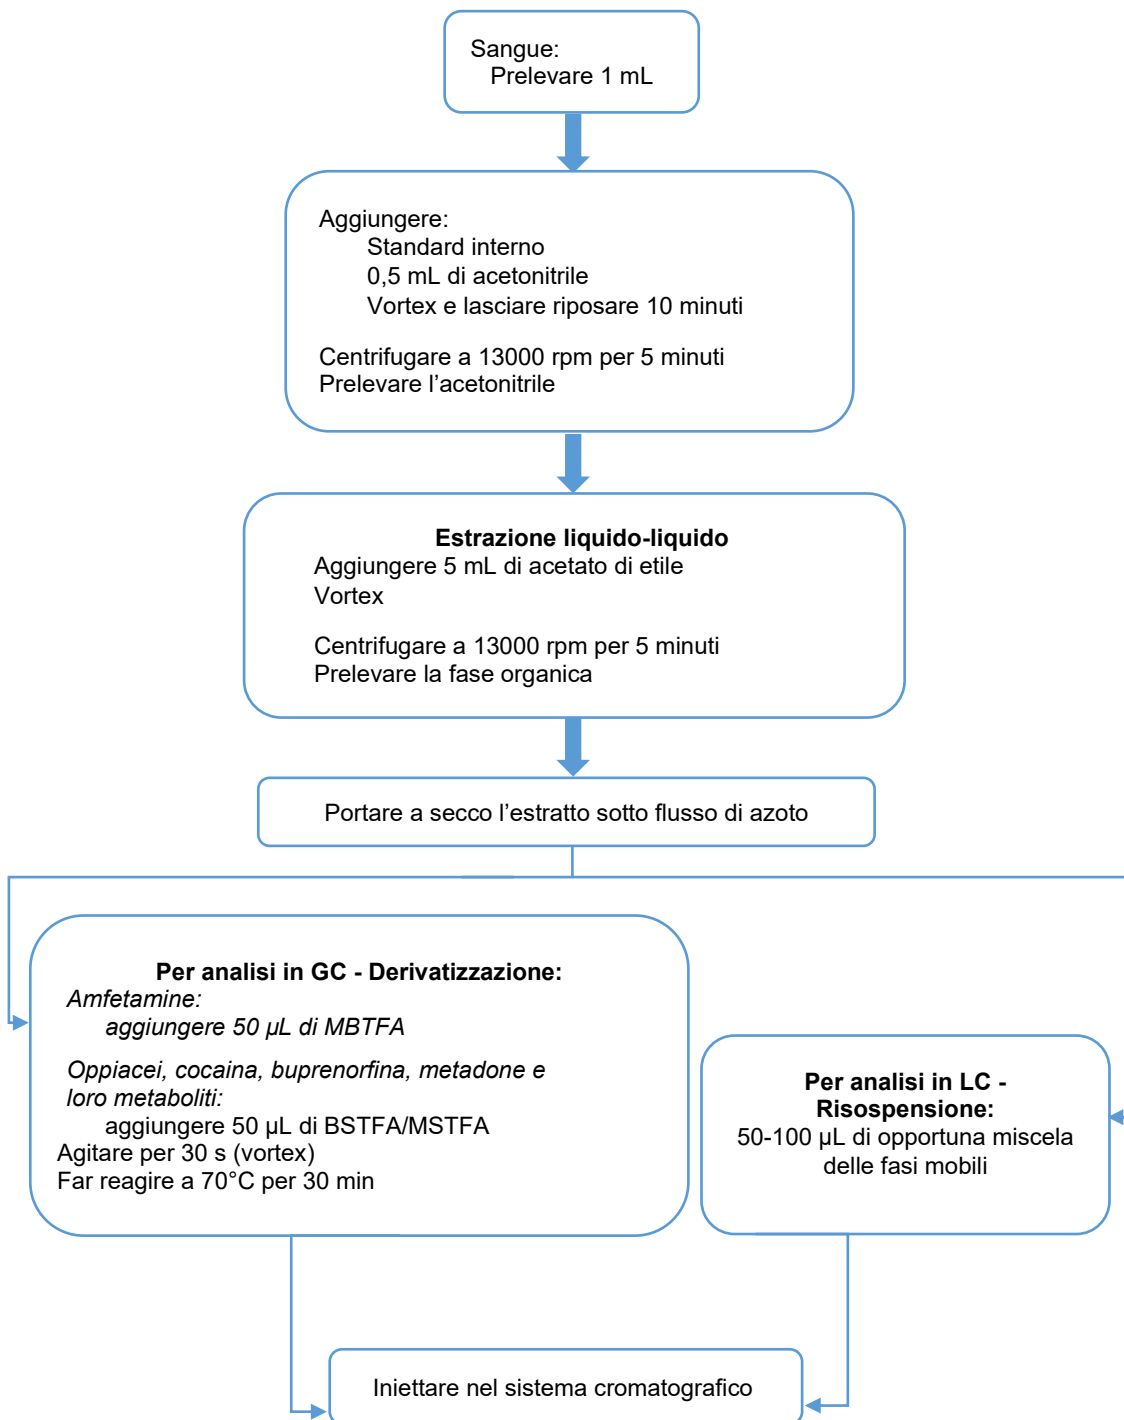 Sangue:
Prelevare 1 mL
Aggiungere:
Standard interno
0,5 mL di acetonitrile
Vortex e lasciare riposare 10 minuti
Centrifugare a 13000 rpm per 5 minuti
Prelevare l’acetonitrile
Estrazione liquido-liquido
Aggiungere 5 mL di acetato di etile
Vortex
Centrifugare a 13000 rpm per 5 minuti
Prelevare la fase organica
Portare a secco l’estratto sotto flusso di azoto
Per analisi in GC - Derivatizzazione:
Amfetamine:
aggiungere 50 µL di MBTFA
Oppiacei, cocaina, buprenorfina, metadone e
loro metaboliti:
aggiungere 50 µL di BSTFA/MSTFA
Agitare per 30 s (vortex)
Far reagire a 70°C per 30 min
Per analisi in LC -
Risospensione:
50-100 µL di opportuna miscela
delle fasi mobili
Iniettare nel sistema cromatografico